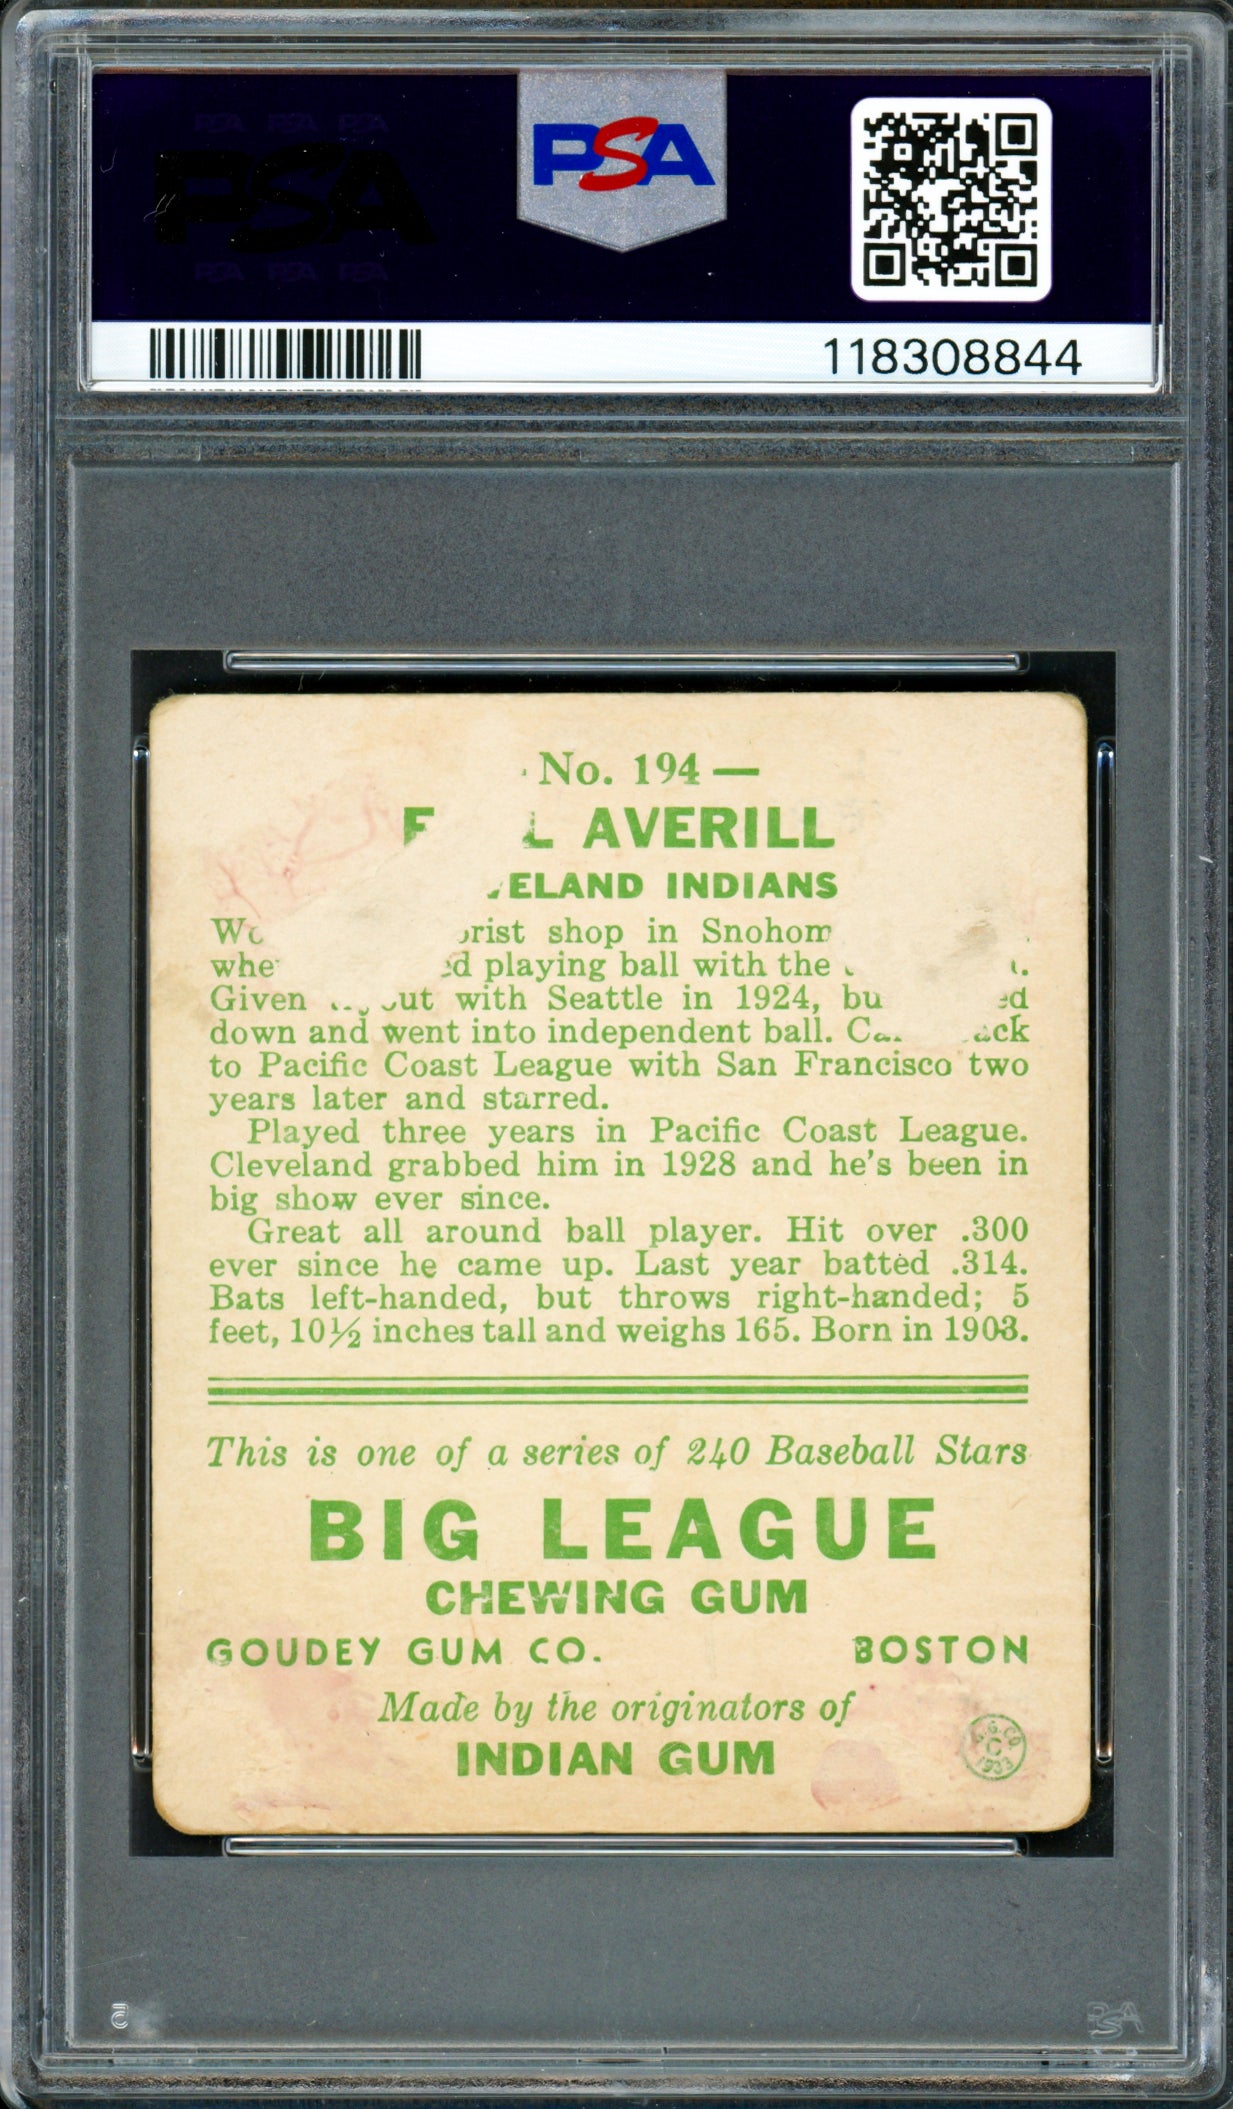 PSA
118308844
No. 194 —
AVERILL
INDIANS
shop in
playing ball with the
Given with Seattle in 1924,
down and went into independent ball.
to Pacific Coast League with San Francisco two
years later and starred.
Played three years in Pacific Coast League.
Cleveland grabbed him in 1928 and he's been in
big show ever since.
Great all around ball player. Hit over .300
ever since he came up. Last year batted .314.
Bats left-handed, but throws right-handed; 5
feet, 10½ inches tall and weighs 165. Born in 1903.
This is one of a series of 240 Baseball Stars
BIG LEAGUE
CHEWING GUM
GOUDEY GUM CO. BOSTON
Made by the originators of
INDIAN GUM
G. G. CO.
C
1933